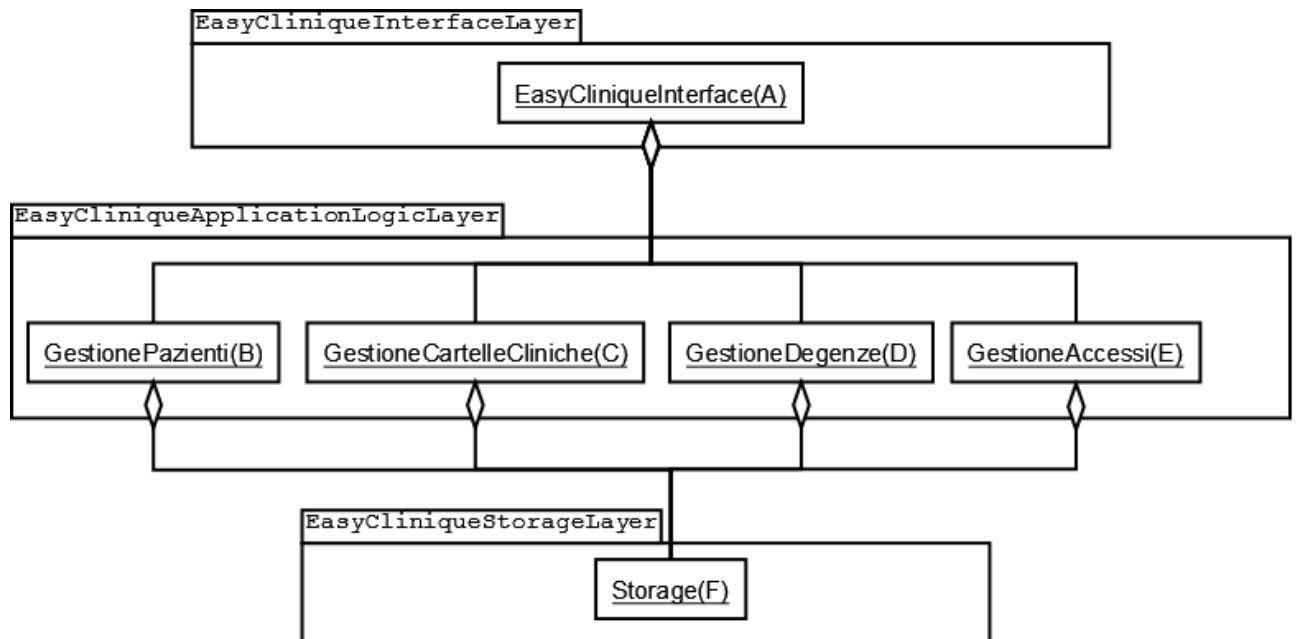 EasyCliniqueInterfaceLayer
EasyCliniqueInterface(A)
EasyCliniqueApplicationLogicLayer
GestionePazienti(B)
GestioneCartelleCliniche(C)
GestioneDegenze(D)
GestioneAccessi(E)
EasyCliniqueStorageLayer
Storage(F)